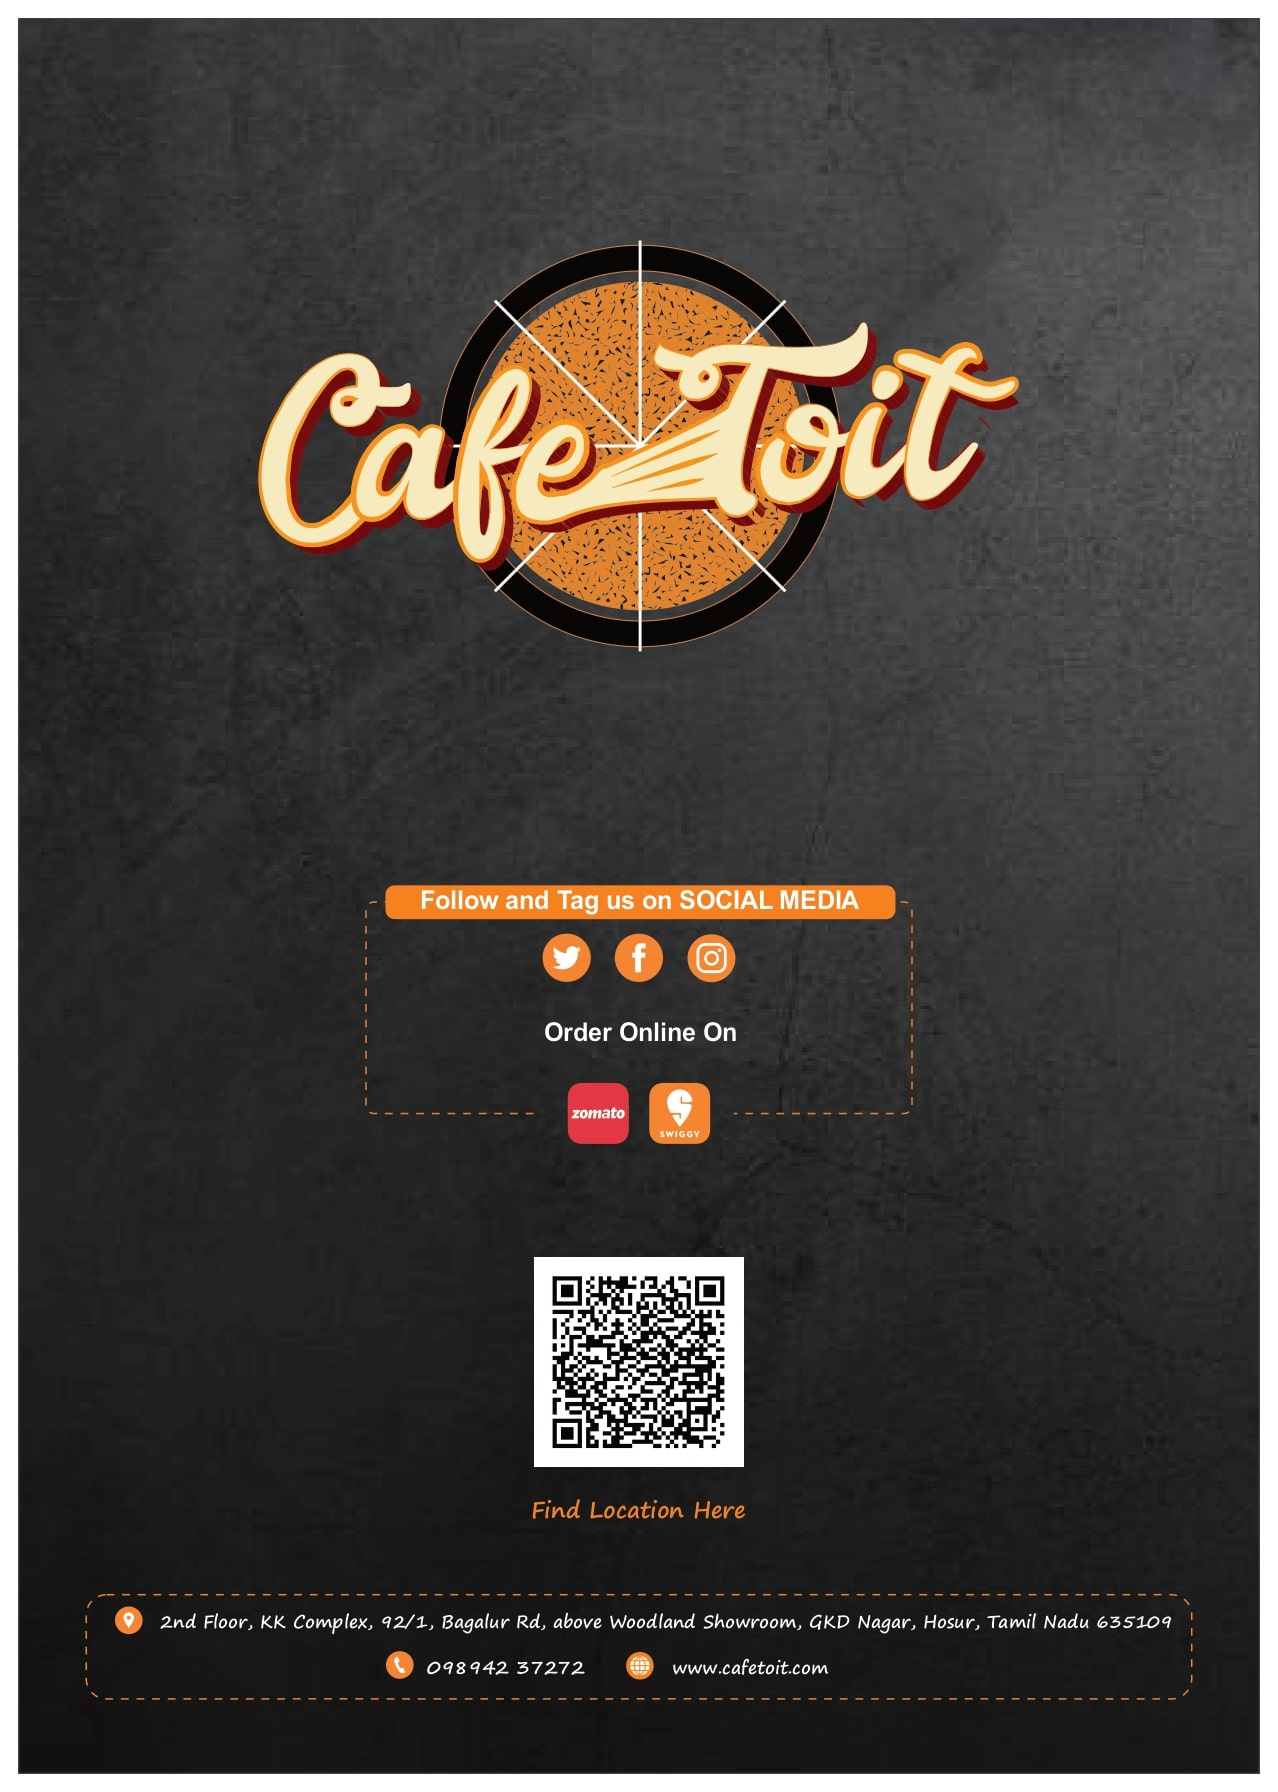 Cafe Toit
Follow and Tag us on SOCIAL MEDIA
Order Online On
zomato
SWIGGY
Find Location Here
2nd Floor, KK Complex, 92/1, Bagalur Rd, above Woodland Showroom, GKD Nagar, Hosur, Tamil Nadu 635109
098942 37272
www.cafetoit.com